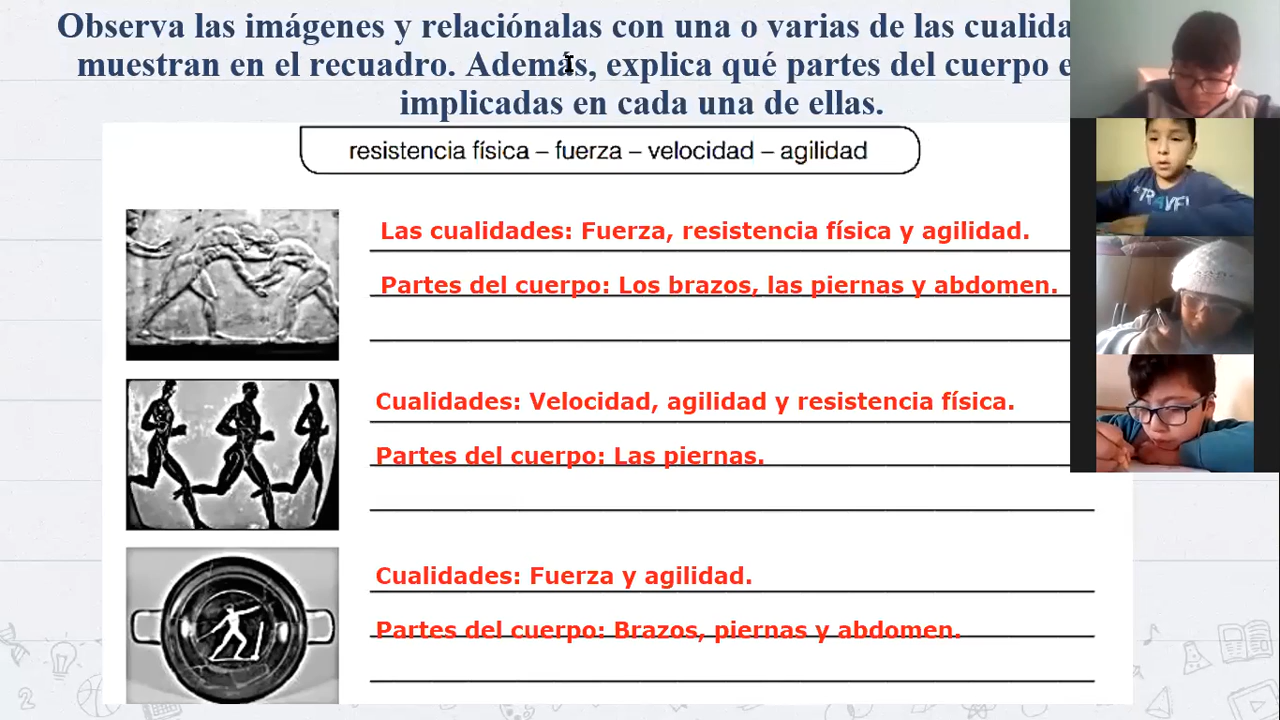 Observa las imágenes y relaciónalas con una o varias de las
muestran en el recuadro. Además, explica qué partes del cuerpo
implicadas en cada una de ellas.
resistencia física – fuerza – velocidad – agilidad
Las cualidades: Fuerza, resistencia física y agilidad.
Partes del cuerpo: Los brazos, las piernas y abdomen.
Cualidades: Velocidad, agilidad y resistencia física.
Partes del cuerpo: Las piernas.
Cualidades: Fuerza y agilidad.
Partes del cuerpo: Brazos, piernas y abdomen.